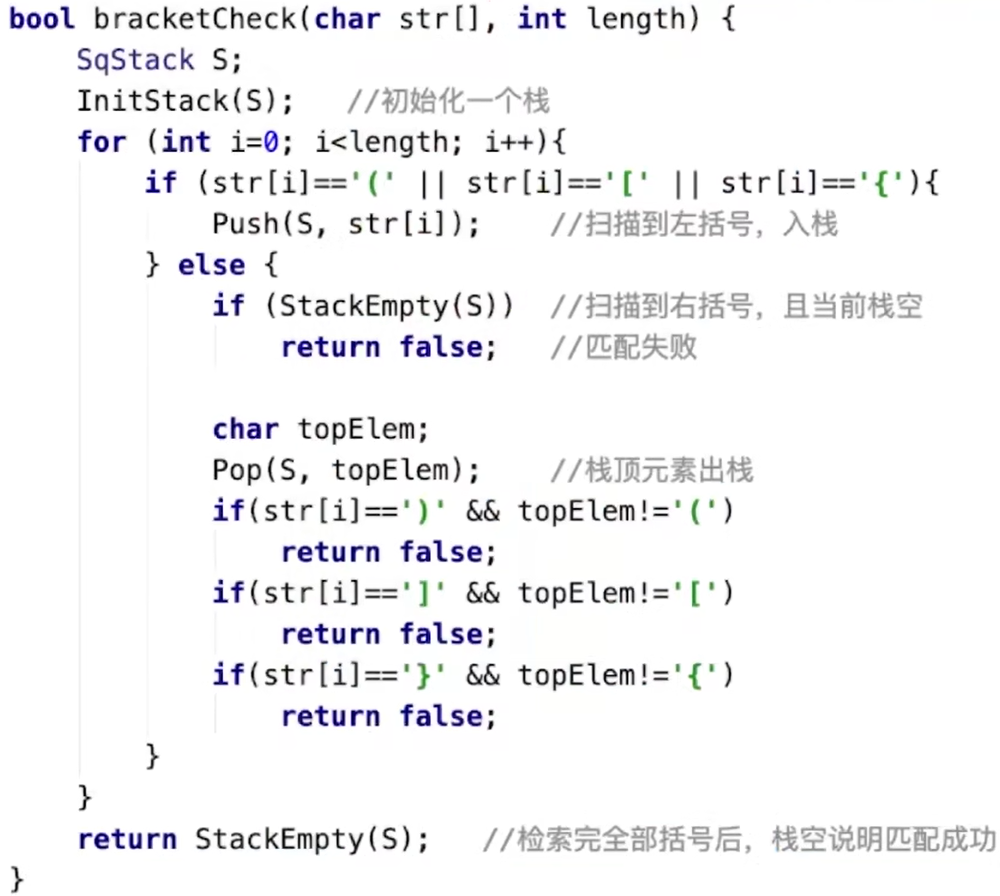 bool bracketCheck(char str[], int length) {
    SqStack S;
    InitStack(S);   //初始化一个栈
    for (int i=0; i<length; i++){
        if (str[i]=='(' || str[i]=='[' || str[i]=='{'){
            Push(S, str[i]);    //扫描到左括号，入栈
        } else {
            if (StackEmpty(S))  //扫描到右括号，且当前栈空
                return false;   //匹配失败

            char topElem;
            Pop(S, topElem);    //栈顶元素出栈
            if(str[i]==')' && topElem!='(')
                return false;
            if(str[i]==']' && topElem!='[')
                return false;
            if(str[i]=='}' && topElem!='{')
                return false;
        }
    }
    return StackEmpty(S);   //检索完全部括号后，栈空说明匹配成功
}